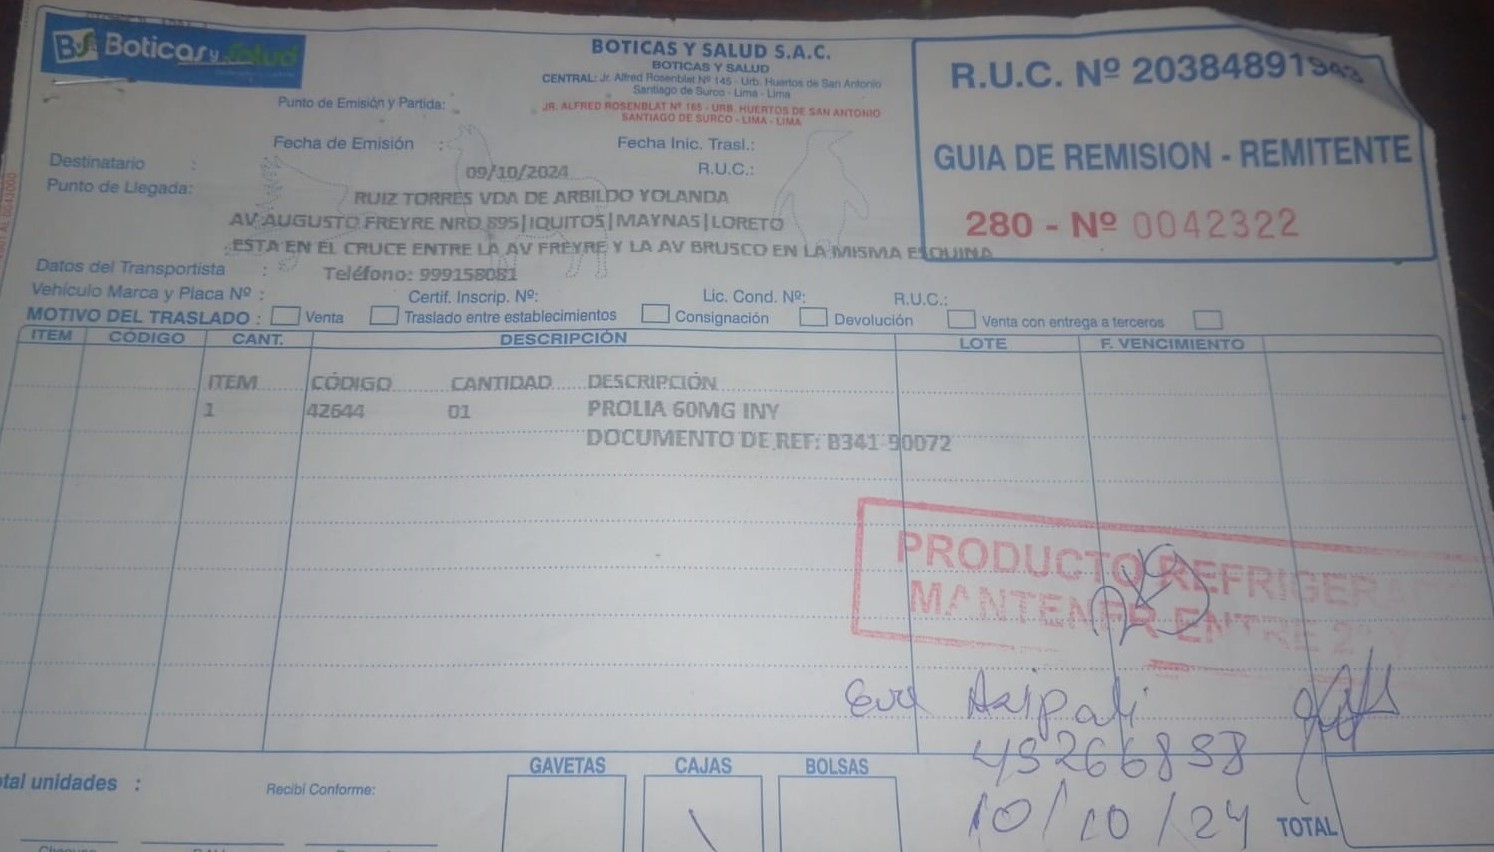 BS Boticas y Salud
BOTICAS Y SALUD S.A.C.
BOTICAS Y SALUD
CENTRAL: Jr. Alfred Rosenblat Nº 145 - Urb. Huertos de San Antonio
Santiago de Surco - Lima - Lima
Punto de Emisión y Partida:
JR. ALFRED ROSENBLAT Nº 165 - URB. HUERTOS DE SAN ANTONIO
SANTIAGO DE SURCO - LIMA - LIMA
R.U.C. Nº 20384891943
GUIA DE REMISION - REMITENTE
280 - Nº 0042322
Fecha de Emisión :
Fecha Inic. Trasl.:
09/10/2024
Destinatario :
R.U.C.:
RUIZ TORRES VDA DE ARBILDO YOLANDA
Punto de Llegada:
AV AUGUSTO FREYRE NRO 895|IQUITOS|MAYNAS|LORETO
ESTA EN EL CRUCE ENTRE LA AV FREYRE Y LA AV BRUSCO EN LA MISMA ESQUINA
Datos del Transportista :
Teléfono: 999158081
Vehículo Marca y Placa Nº : Certif. Inscrip. Nº: Lic. Cond. Nº: R.U.C.:
MOTIVO DEL TRASLADO : Venta Traslado entre establecimientos Consignación Devolución Venta con entrega a terceros
ITEM CÓDIGO CANT. DESCRIPCIÓN LOTE F. VENCIMIENTO
ITEM CÓDIGO CANTIDAD DESCRIPCIÓN
1 42644 01 PROLIA 60MG INY
DOCUMENTO DE REF: B341-90072
PRODUCTO REFRIGERA
MANTENER ENTRE 2° Y
45266858
10/10/24
GAVETAS CAJAS BOLSAS
tal unidades :
Recibí Conforme:
TOTAL